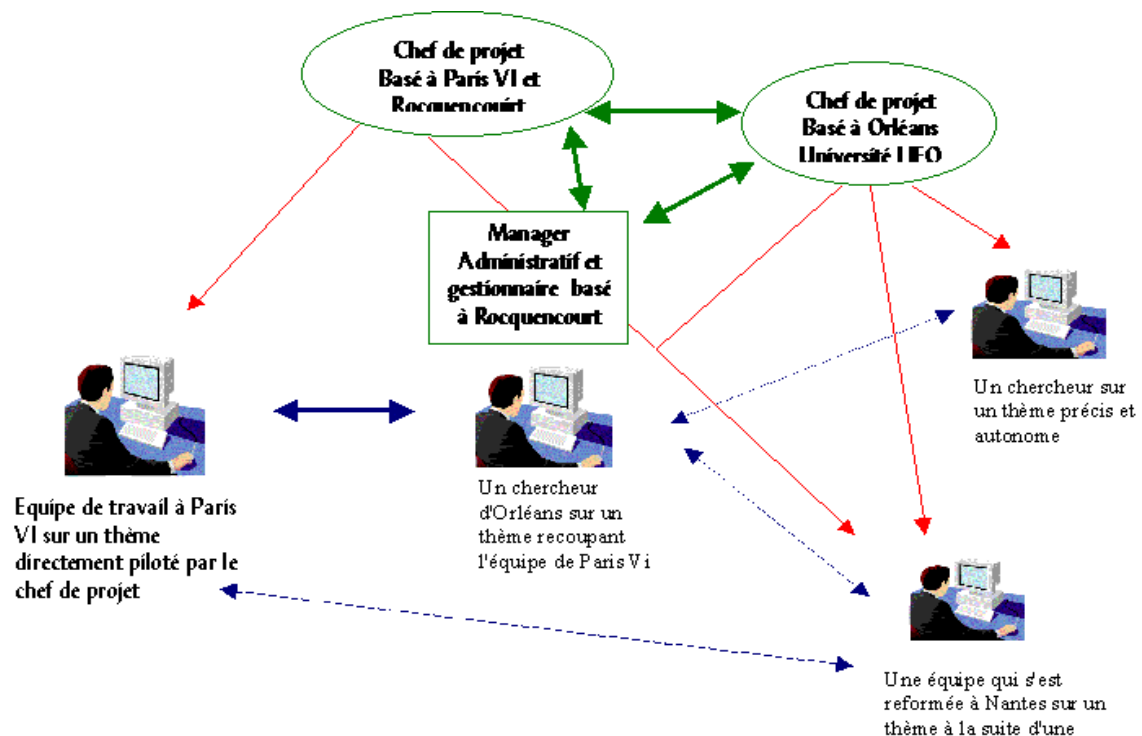 Chef de projet
Basé à Paris VI et
Rocquencouirt
Chef de projet
Basé à Orléans
Université LIFO
Manager
Administratif et
gestionnaire basé
à Rocquencourt
Un chercheur sur
un thème précis et
autonome
Equipe de travail à Paris
VI sur un thème
directement piloté par le
chef de projet
Un chercheur
d'Orléans sur un
thème recoupant
l'équipe de Paris Vi
Une équipe qui s'est
reformée à Nantes sur un
thème à la suite d'une